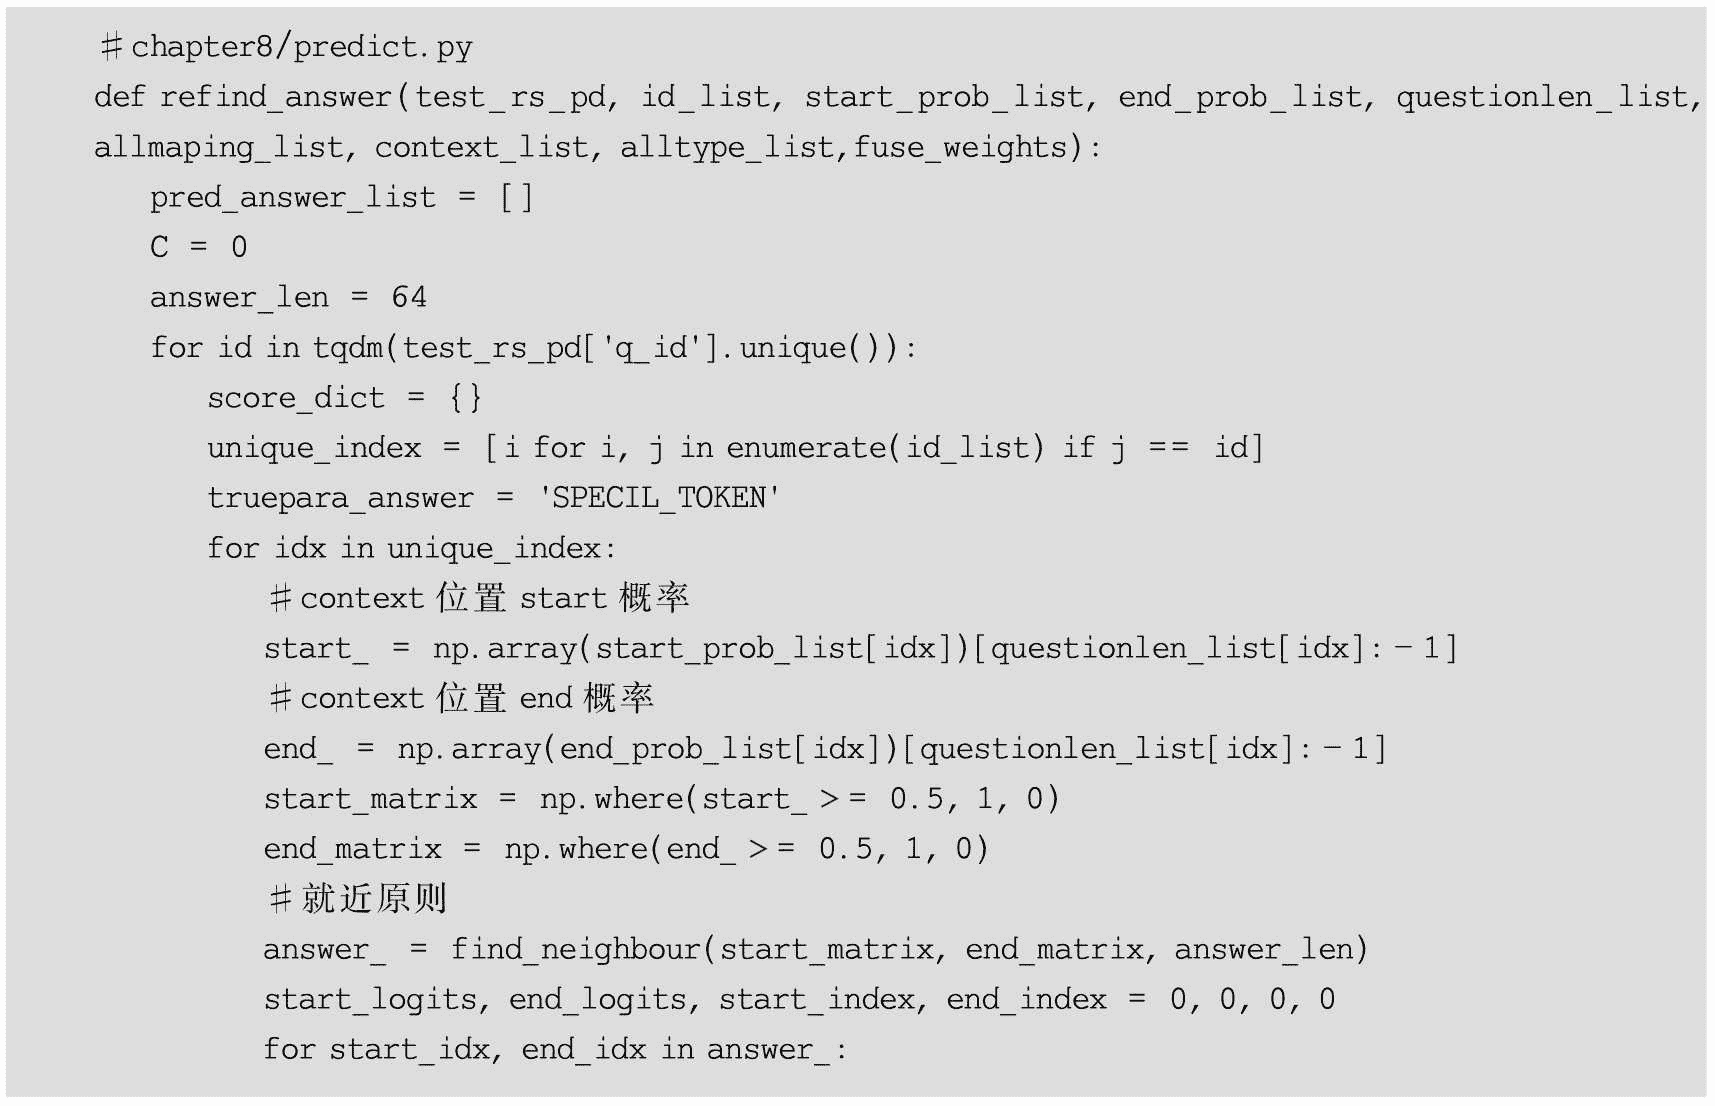 #chapter8/predict.py
def refind_answer(test_rs_pd, id_list, start_prob_list, end_prob_list, questionlen_list,
allmaping_list, context_list, alltype_list,fuse_weights):
pred_answer_list = []
C = 0
answer_len = 64
for id in tqdm(test_rs_pd['q_id'].unique()):
score_dict = {}
unique_index = [i for i, j in enumerate(id_list) if j == id]
truepara_answer = 'SPECIL_TOKEN'
for idx in unique_index:
#context 位置 start 概率
start_ = np.array(start_prob_list[idx])[questionlen_list[idx]:-1]
#context 位置 end 概率
end_ = np.array(end_prob_list[idx])[questionlen_list[idx]:-1]
start_matrix = np.where(start_ >= 0.5, 1, 0)
end_matrix = np.where(end_ >= 0.5, 1, 0)
#就近原则
answer_ = find_neighbour(start_matrix, end_matrix, answer_len)
start_logits, end_logits, start_index, end_index = 0, 0, 0, 0
for start_idx, end_idx in answer_: